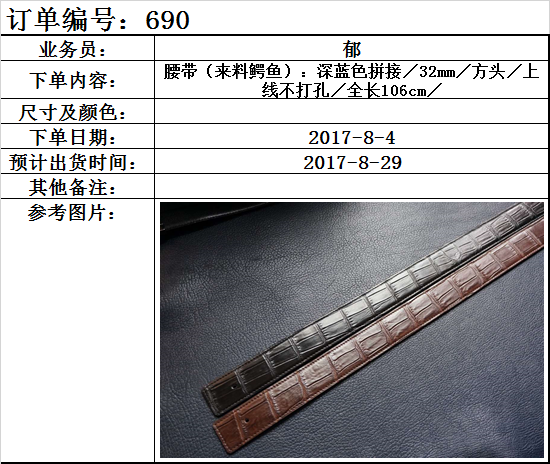 订单编号：690
业务员： 郁
下单内容： 腰带（来料鳄鱼）：深蓝色拼接／32mm／方头／上
线不打孔／全长106cm／
尺寸及颜色：
下单日期： 2017-8-4
预计出货时间： 2017-8-29
其他备注：
参考图片：